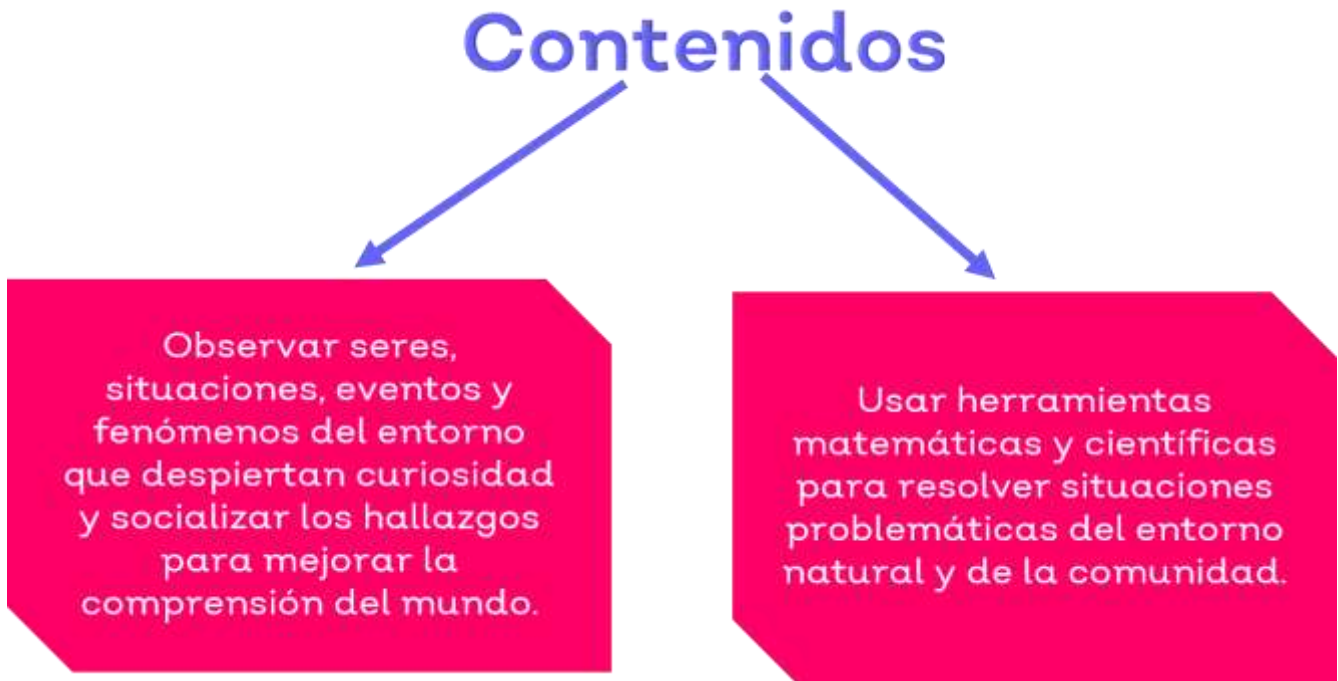 Contenidos
Observar seres,
situaciones, eventos y
fenómenos del entorno
que despiertan curiosidad
y socializar los hallazgos
para mejorar la
comprensión del mundo.
Usar herramientas
matemáticas y científicas
para resolver situaciones
problemáticas del entorno
natural y de la comunidad.